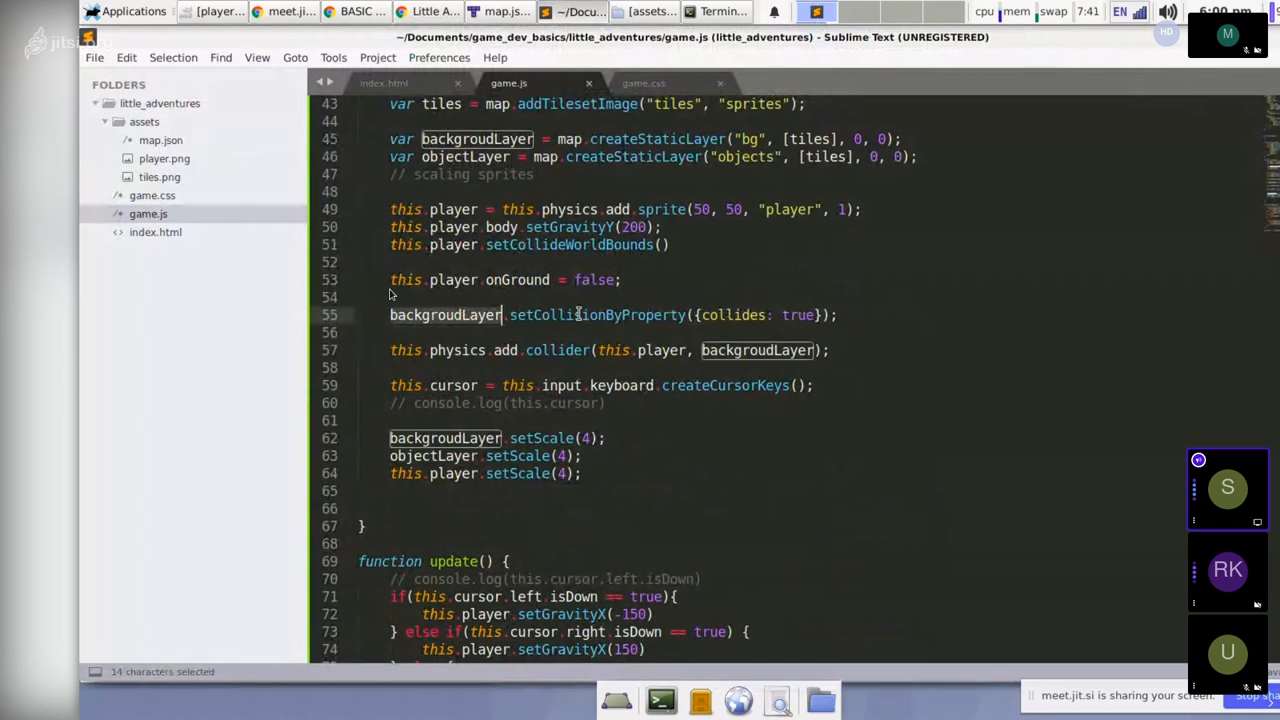 Applications
[player...
meet.ji...
BASIC ...
Little A...
map.js...
~/Docu...
[assets...
Termin...
cpu
mem
swap
7:41
EN
6:00 pm
jitsi.org
~/Documents/game_dev_basics/little_adventures/game.js (little_adventures) - Sublime Text (UNREGISTERED)
HD
M
File Edit Selection Find View Goto Tools Project Preferences Help
FOLDERS
little_adventures
assets
map.json
player.png
tiles.png
game.css
game.js
index.html
index.html
game.js
game.css
43 var tiles = map.addTilesetImage("tiles", "sprites");
44
45 var backgroudLayer = map.createStaticLayer("bg", [tiles], 0, 0);
46 var objectLayer = map.createStaticLayer("objects", [tiles], 0, 0);
47 // scaling sprites
48
49 this.player = this.physics.add.sprite(50, 50, "player", 1);
50 this.player.body.setGravityY(200);
51 this.player.setCollideWorldBounds()
52
53 this.player.onGround = false;
54
55 backgroudLayer.setCollisionByProperty({collides: true});
56
57 this.physics.add.collider(this.player, backgroudLayer);
58
59 this.cursor = this.input.keyboard.createCursorKeys();
60 // console.log(this.cursor)
61
62 backgroudLayer.setScale(4);
63 objectLayer.setScale(4);
64 this.player.setScale(4);
65
66
67 }
68
69 function update() {
70 // console.log(this.cursor.left.isDown)
71 if(this.cursor.left.isDown == true){
72 this.player.setGravityX(-150)
73 } else if(this.cursor.right.isDown == true) {
74 this.player.setGravityX(150)
S
RK
U
14 characters selected
meet.jit.si is sharing your screen.
Stop sha